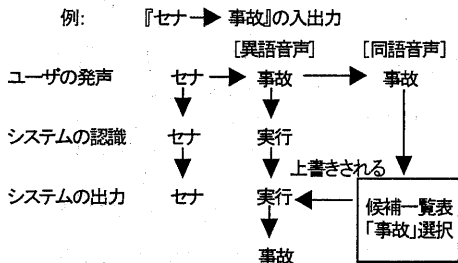 例: 『セナ→事故』の入出力
[異語音声] [同語音声]
ユーザの発声 セナ 事故 事故
システムの認識 セナ 実行
上書きされる
システムの出力 セナ 実行 候補一覧表
「事故」選択
事故